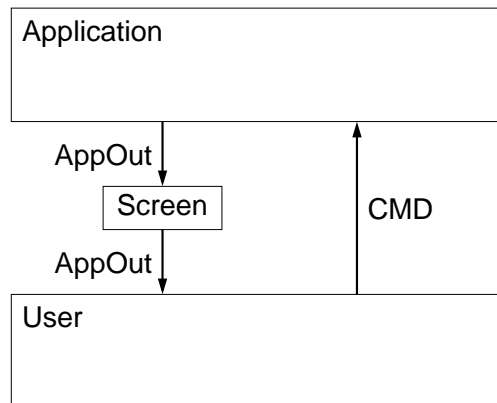 Application
AppOut
Screen
CMD
AppOut
User